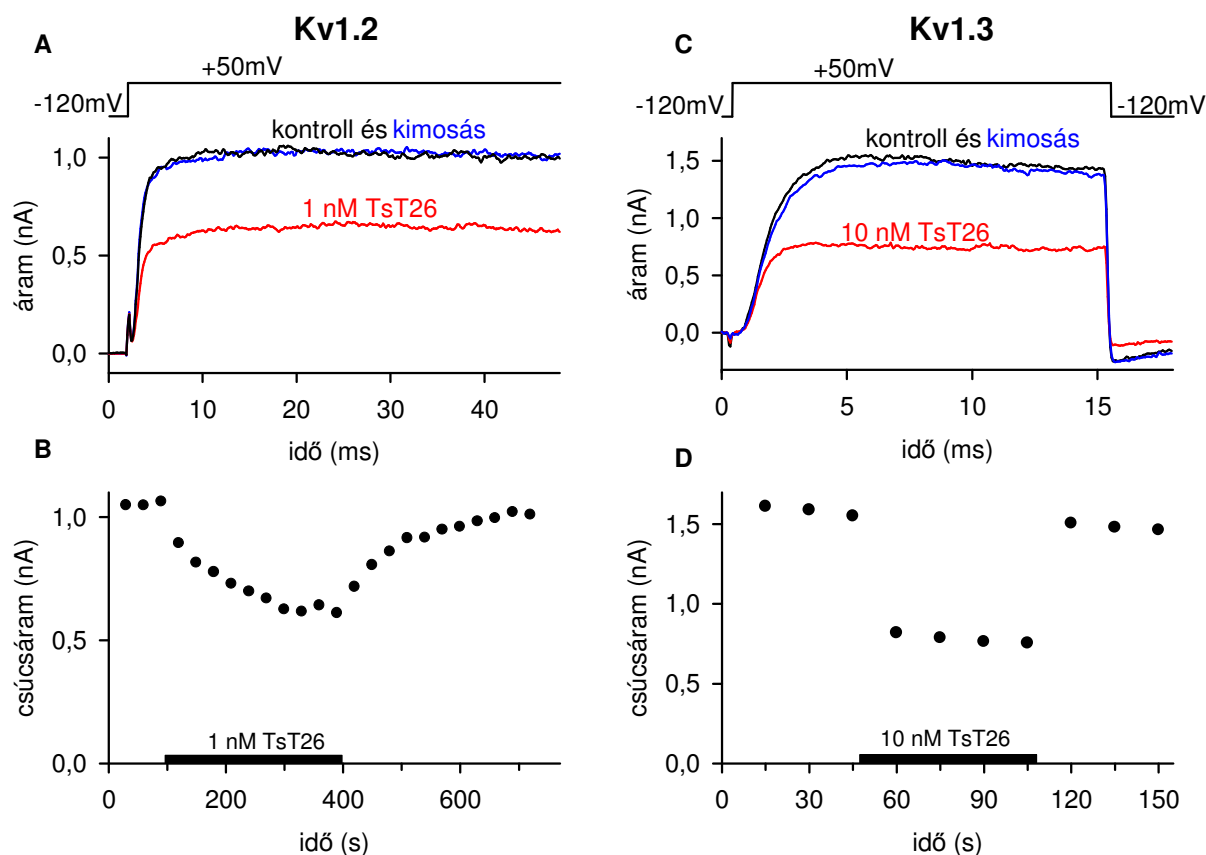 Kv1.2
A
+50mV
-120mV
kontroll és kimosás
1 nM TsT26
áram (nA)
1,0
0,5
0,0
0 10 20 30 40
idő (ms)
B
csúcsáram (nA)
1,0
0,5
0,0
1 nM TsT26
0 200 400 600
idő (s)
Kv1.3
C
+50mV
-120mV -120mV
kontroll és kimosás
10 nM TsT26
áram (nA)
1,5
1,0
0,5
0,0
0 5 10 15
idő (ms)
D
csúcsáram (nA)
1,5
1,0
0,5
0,0
10 nM TsT26
0 30 60 90 120 150
idő (s)